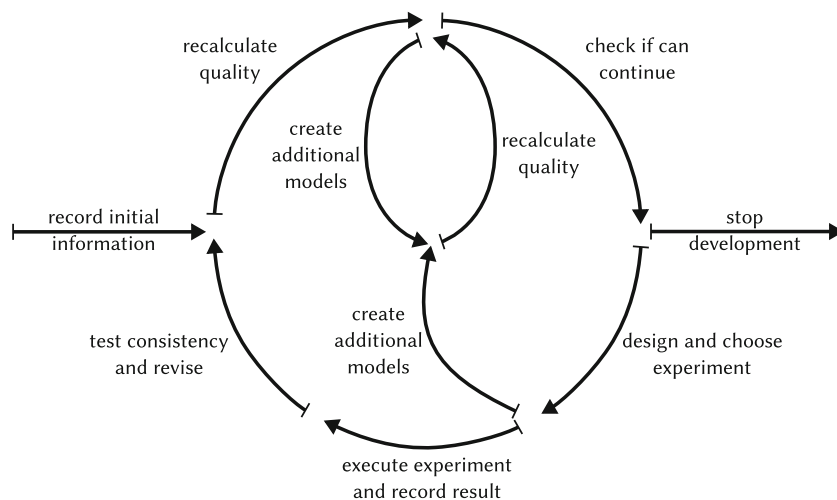 recalculate
quality
check if can
continue
create
additional
models
recalculate
quality
record initial
information
stop
development
create
additional
models
test consistency
and revise
design and choose
experiment
execute experiment
and record result